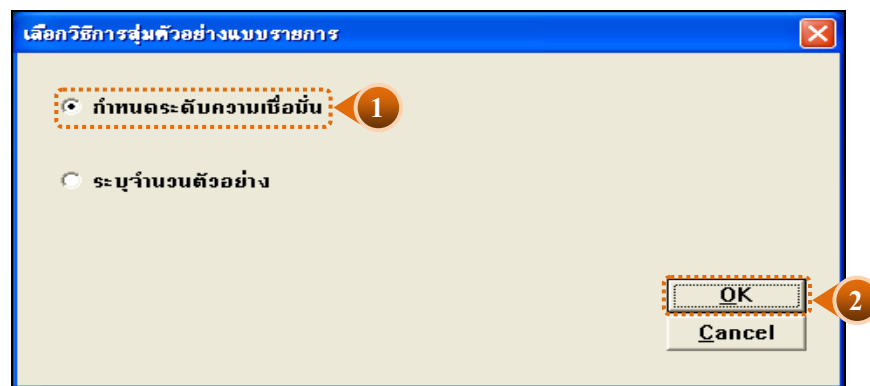 เลือกวิธีการสุ่มตัวอย่างแบบรายการ
กำหนดระดับความเชื่อมั่น
1
ระบุจำนวนตัวอย่าง
OK
2
Cancel